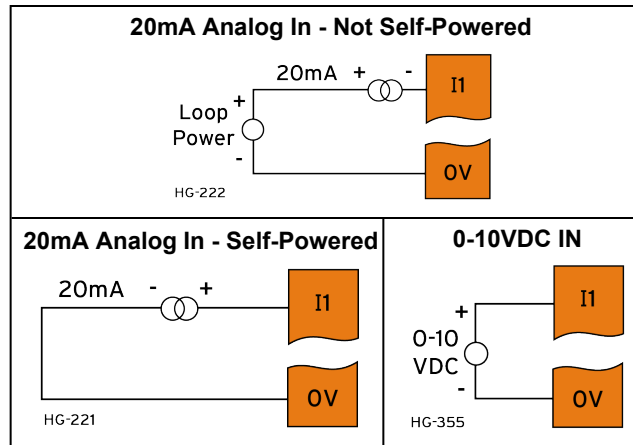 20mA Analog In - Not Self-Powered
20mA + -
I1
+
Loop
Power
-
0V
HG-222
20mA Analog In - Self-Powered
20mA - +
I1
0V
HG-221
0-10VDC IN
I1
+
0-10
VDC
-
0V
HG-355